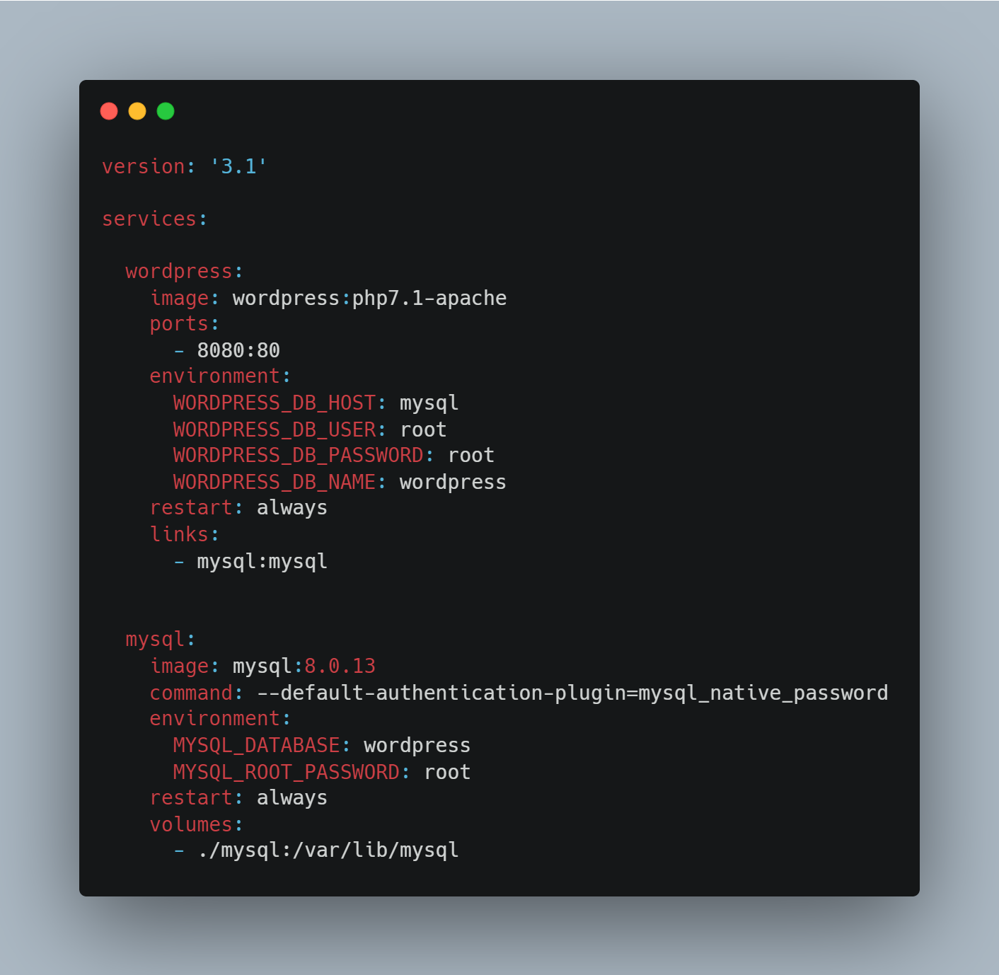 version: '3.1'

services:

  wordpress:
    image: wordpress:php7.1-apache
    ports:
      - 8080:80
    environment:
      WORDPRESS_DB_HOST: mysql
      WORDPRESS_DB_USER: root
      WORDPRESS_DB_PASSWORD: root
      WORDPRESS_DB_NAME: wordpress
    restart: always
    links:
      - mysql:mysql


  mysql:
    image: mysql:8.0.13
    command: --default-authentication-plugin=mysql_native_password
    environment:
      MYSQL_DATABASE: wordpress
      MYSQL_ROOT_PASSWORD: root
    restart: always
    volumes:
      - ./mysql:/var/lib/mysql